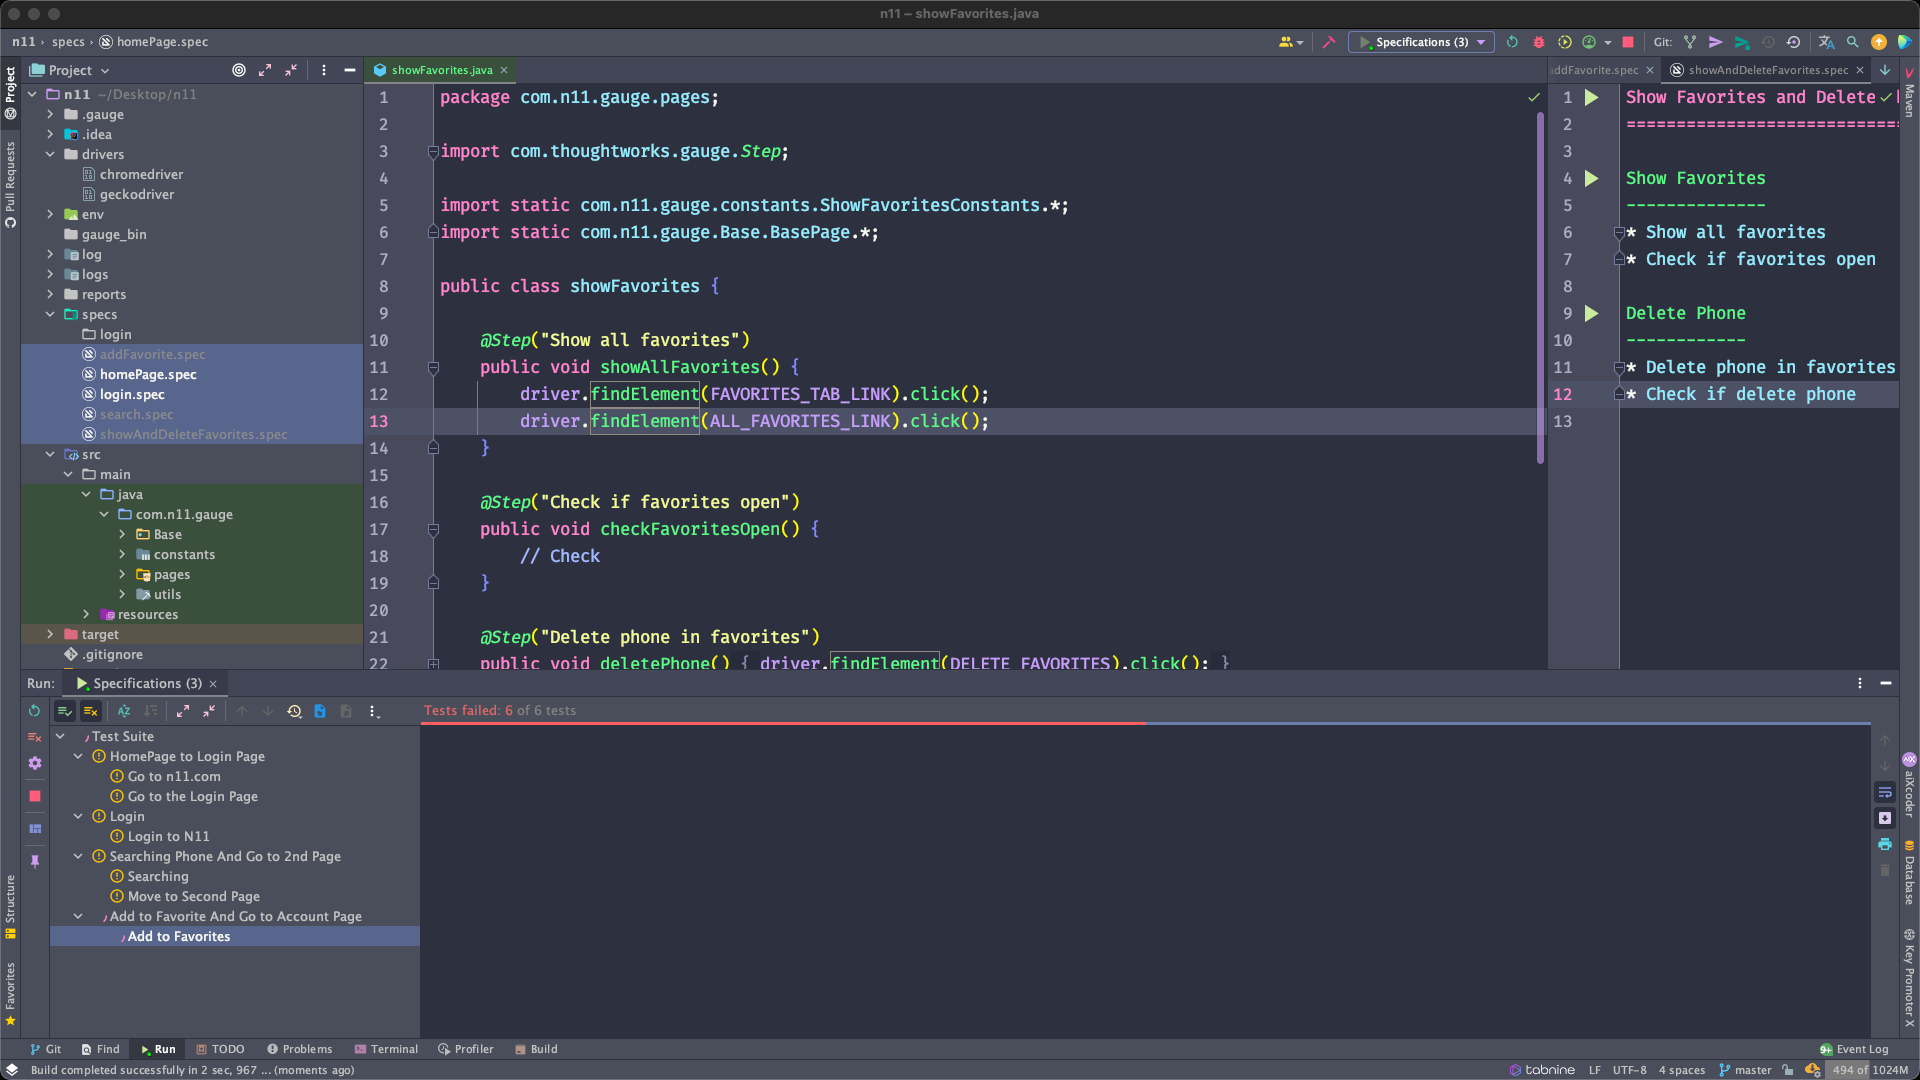 n11 – showFavorites.java
n11 › specs › homePage.spec
Specifications (3)
Git:
Project
showFavorites.java
addFavorite.spec
showAndDeleteFavorites.spec
Project
Pull Requests
Structure
Favorites
n11 ~/Desktop/n11
.gauge
.idea
drivers
chromedriver
geckodriver
env
gauge_bin
log
logs
reports
specs
login
addFavorite.spec
homePage.spec
login.spec
search.spec
showAndDeleteFavorites.spec
src
main
java
com.n11.gauge
Base
constants
pages
utils
resources
target
.gitignore
1 package com.n11.gauge.pages;
2
3 import com.thoughtworks.gauge.Step;
4
5 import static com.n11.gauge.constants.ShowFavoritesConstants.*;
6 import static com.n11.gauge.Base.BasePage.*;
7
8 public class showFavorites {
9
10 @Step("Show all favorites")
11 public void showAllFavorites() {
12 driver.findElement(FAVORITES_TAB_LINK).click();
13 driver.findElement(ALL_FAVORITES_LINK).click();
14 }
15
16 @Step("Check if favorites open")
17 public void checkFavoritesOpen() {
18 // Check
19 }
20
21 @Step("Delete phone in favorites")
22 public void deletePhone() { driver.findElement(DELETE_FAVORITES).click(); }
1 Show Favorites and Delete
2 ===========================
3
4 Show Favorites
5 --------------
6 * Show all favorites
7 * Check if favorites open
8
9 Delete Phone
10 ------------
11 * Delete phone in favorites
12 * Check if delete phone
13
Maven
aiXcoder
Database
Key Promoter X
Run: Specifications (3)
Tests failed: 6 of 6 tests
Test Suite
HomePage to Login Page
Go to n11.com
Go to the Login Page
Login
Login to N11
Searching Phone And Go to 2nd Page
Searching
Move to Second Page
Add to Favorite And Go to Account Page
Add to Favorites
Git
Find
Run
TODO
Problems
Terminal
Profiler
Build
9+ Event Log
Build completed successfully in 2 sec, 967 ... (moments ago)
tabnine
LF
UTF-8
4 spaces
master
494 of 1024M